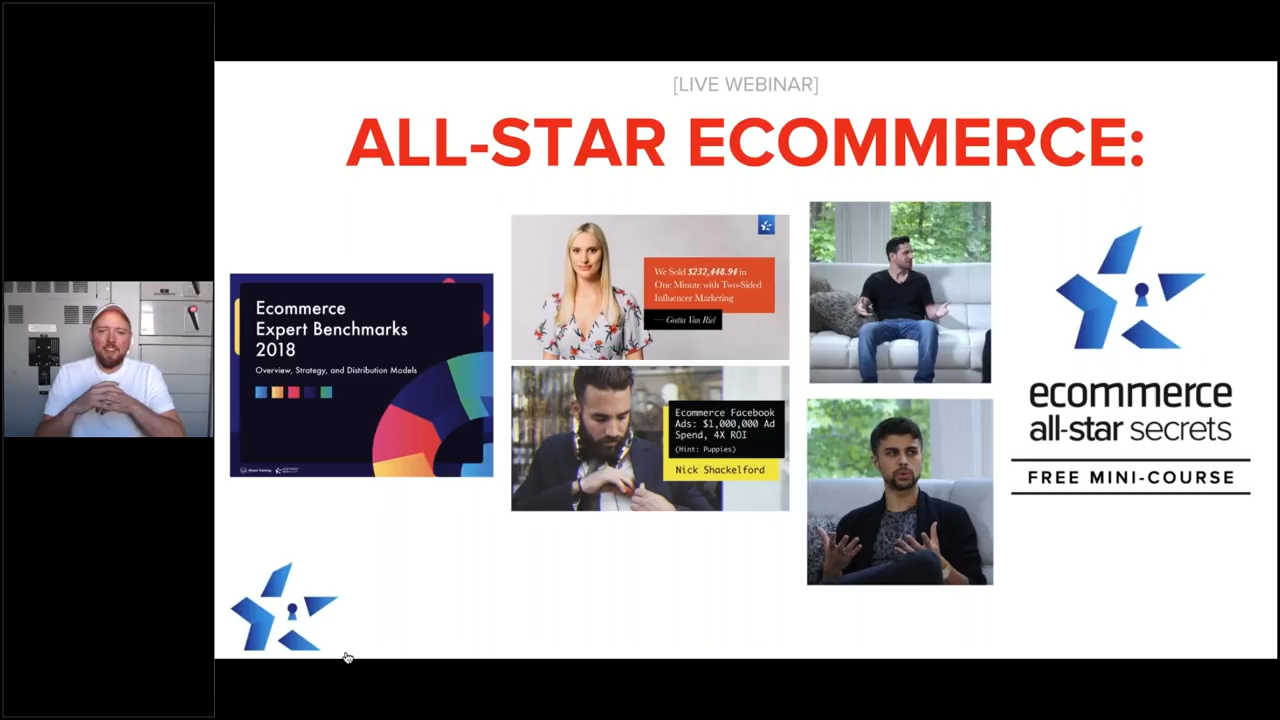 [LIVE WEBINAR]
ALL-STAR ECOMMERCE:
Ecommerce
Expert Benchmarks
2018
Overview, Strategy, and Distribution Models
We Sold $232,448.94 in
One Minute with Two-Sided
Influencer Marketing
— Gretta Van Riel
Ecommerce Facebook
Ads: $1,000,000 Ad
Spend, 4X ROI
(Hint: Puppies)
Nick Shackelford
ecommerce
all-star secrets
FREE MINI-COURSE